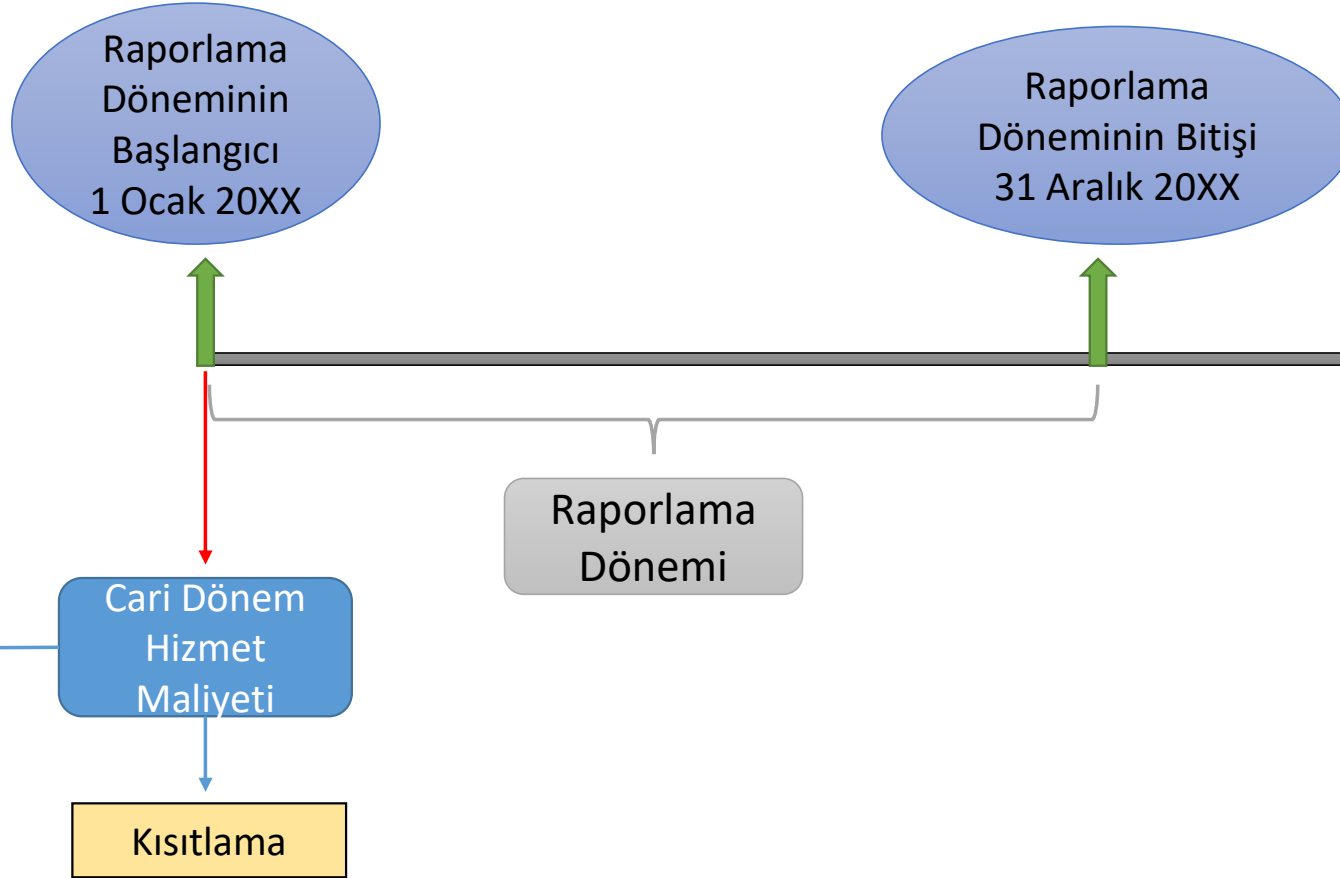 Raporlama
Döneminin
Başlangıcı
1 Ocak 20XX
Raporlama
Döneminin Bitişi
31 Aralık 20XX
Raporlama
Dönemi
Cari Dönem
Hizmet
Maliyeti
Kısıtlama